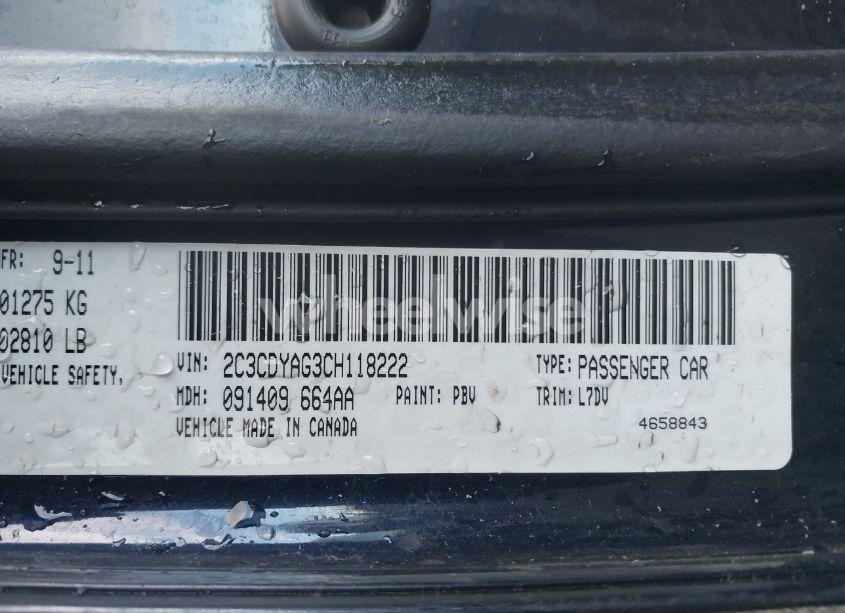 FR: 9-11
01275 KG
02810 LB
VEHICLE SAFETY,
VIN: 2C3CDYAG3CH118222
TYPE: PASSENGER CAR
MDH: 091409 664AA
PAINT: PBV
TRIM: L7DV
VEHICLE MADE IN CANADA
4658843
wheelwise